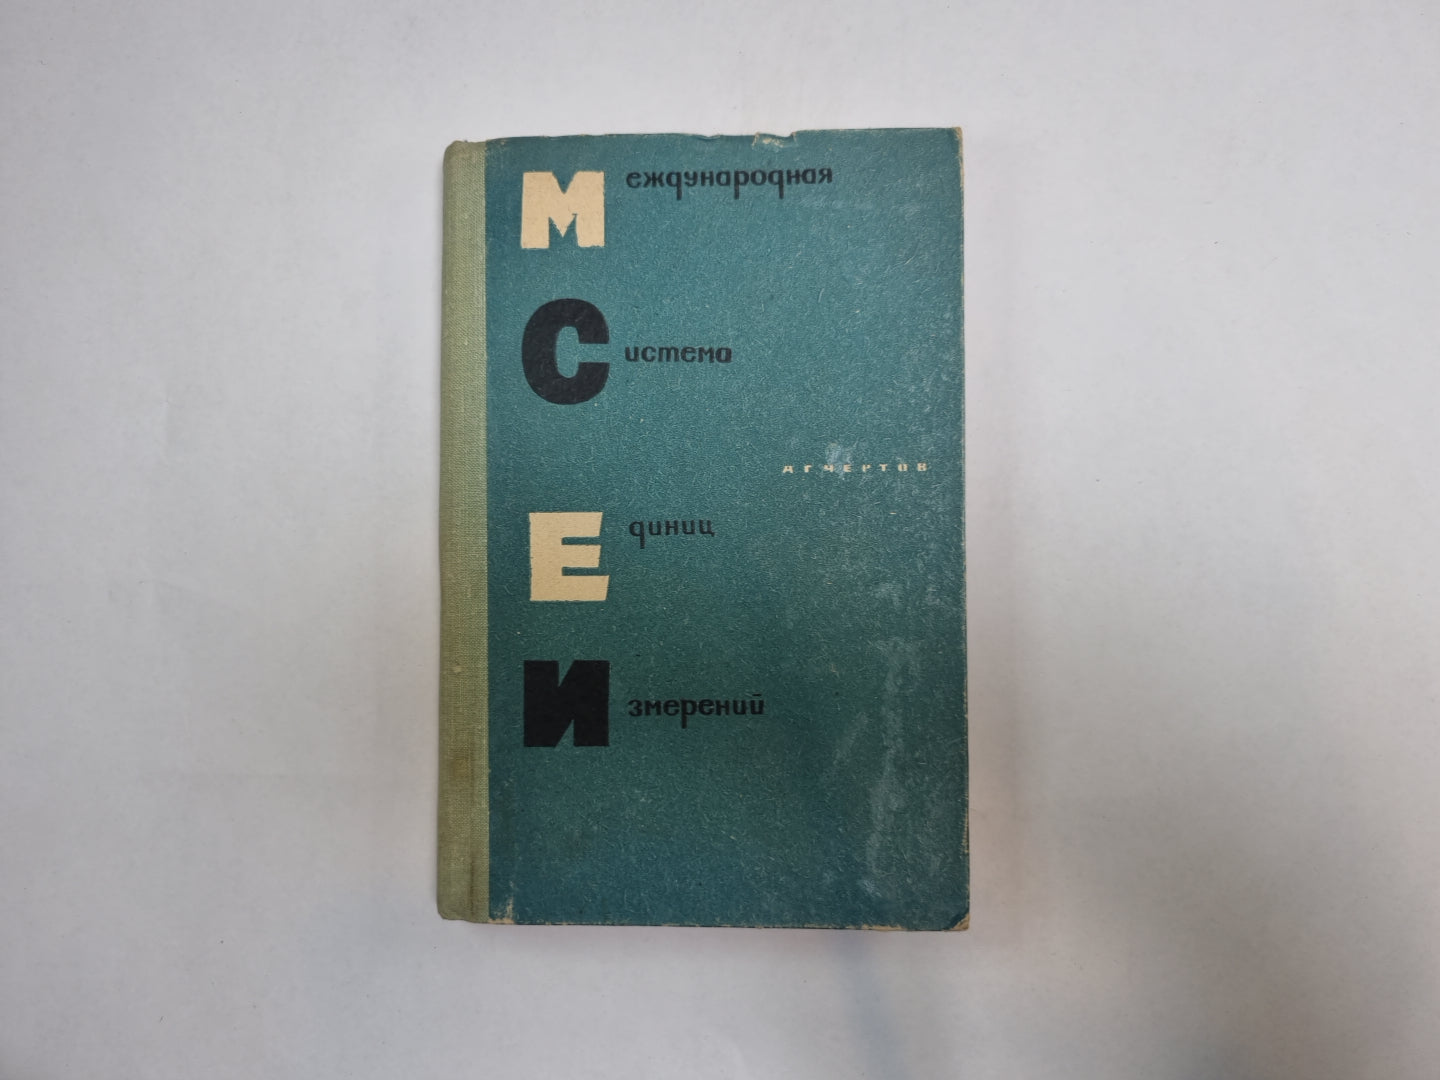 Международная
Система
А. Г. ЧЕРТОВ
Единиц
Измерений